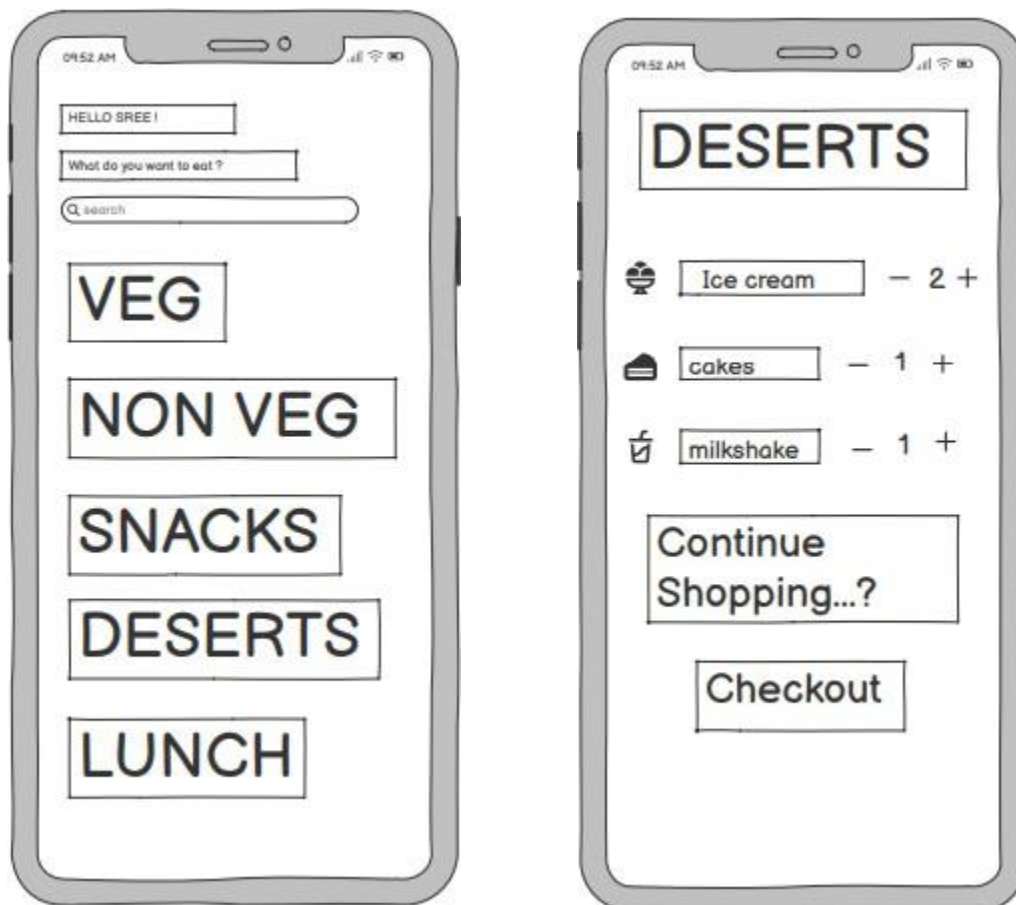 09:52 AM
HELLO SREE !
What do you want to eat ?
search
VEG
NON VEG
SNACKS
DESERTS
LUNCH
09:52 AM
DESERTS
Ice cream — 2 +
cakes — 1 +
milkshake — 1 +
Continue
Shopping...?
Checkout